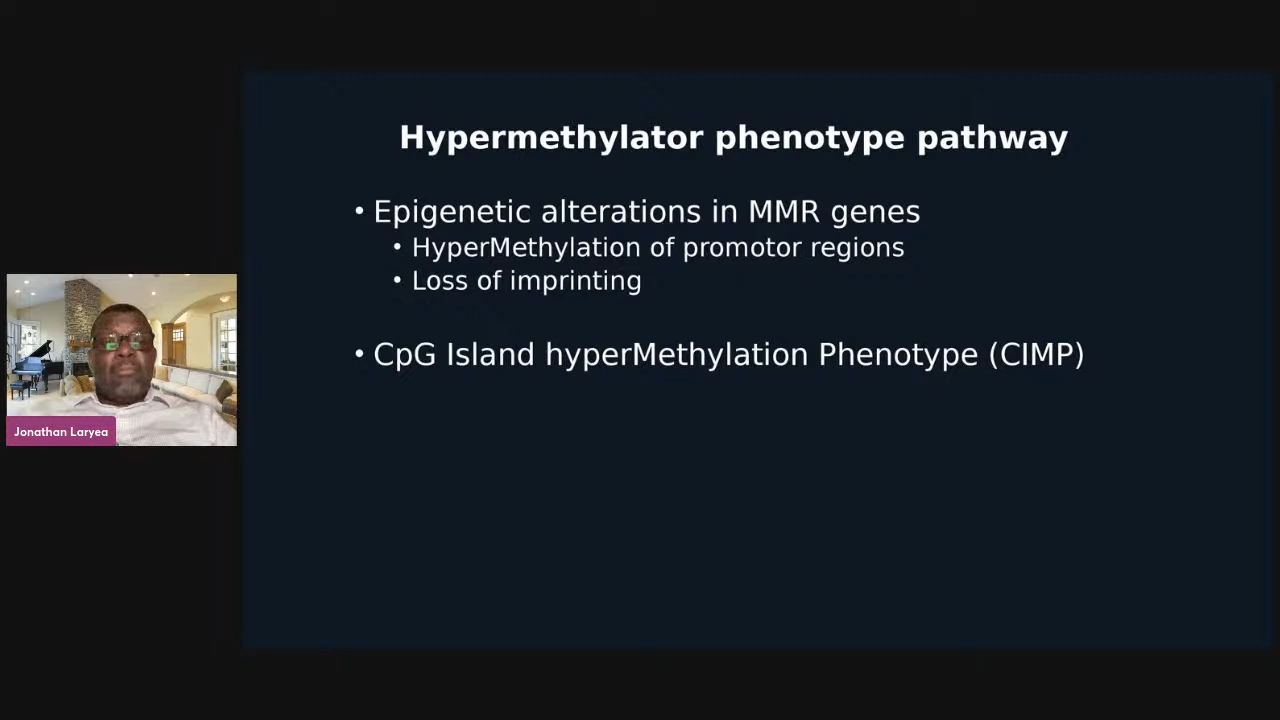 Hypermethylator phenotype pathway
• Epigenetic alterations in MMR genes
• HyperMethylation of promotor regions
• Loss of imprinting
• CpG Island hyperMethylation Phenotype (CIMP)
Jonathan Laryea